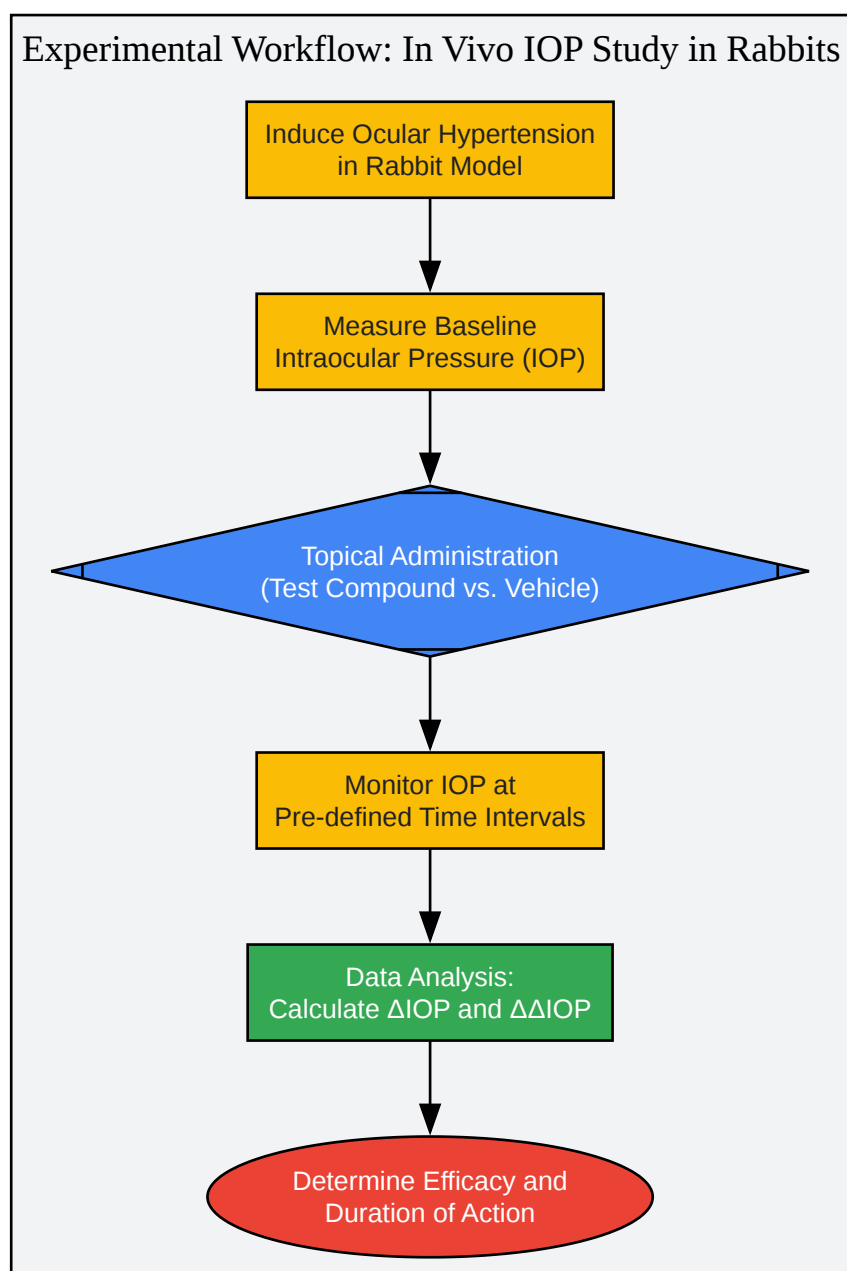 Experimental Workflow: In Vivo IOP Study in Rabbits
Induce Ocular Hypertension
in Rabbit Model
Measure Baseline
Intraocular Pressure (IOP)
Topical Administration
(Test Compound vs. Vehicle)
Monitor IOP at
Pre-defined Time Intervals
Data Analysis:
Calculate ΔIOP and ΔΔIOP
Determine Efficacy and
Duration of Action